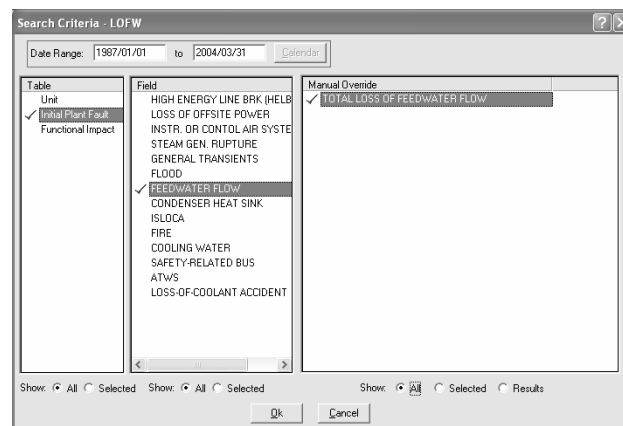 Search Criteria - LOFW
Date Range: 1987/01/01 to 2004/03/31 Calendar
Table
Unit
Initial Plant Fault
Functional Impact
Field
HIGH ENERGY LINE BRK (HELB
LOSS OF OFFSITE POWER
INSTR. OR CONTOL AIR SYSTE
STEAM GEN. RUPTURE
GENERAL TRANSIENTS
FLOOD
FEEDWATER FLOW
CONDENSER HEAT SINK
ISLOCA
FIRE
COOLING WATER
SAFETY-RELATED BUS
ATWS
LOSS-OF-COOLANT ACCIDENT
Manual Override
TOTAL LOSS OF FEEDWATER FLOW
Show: All Selected Show: All Selected Show: All Selected Results
Ok Cancel